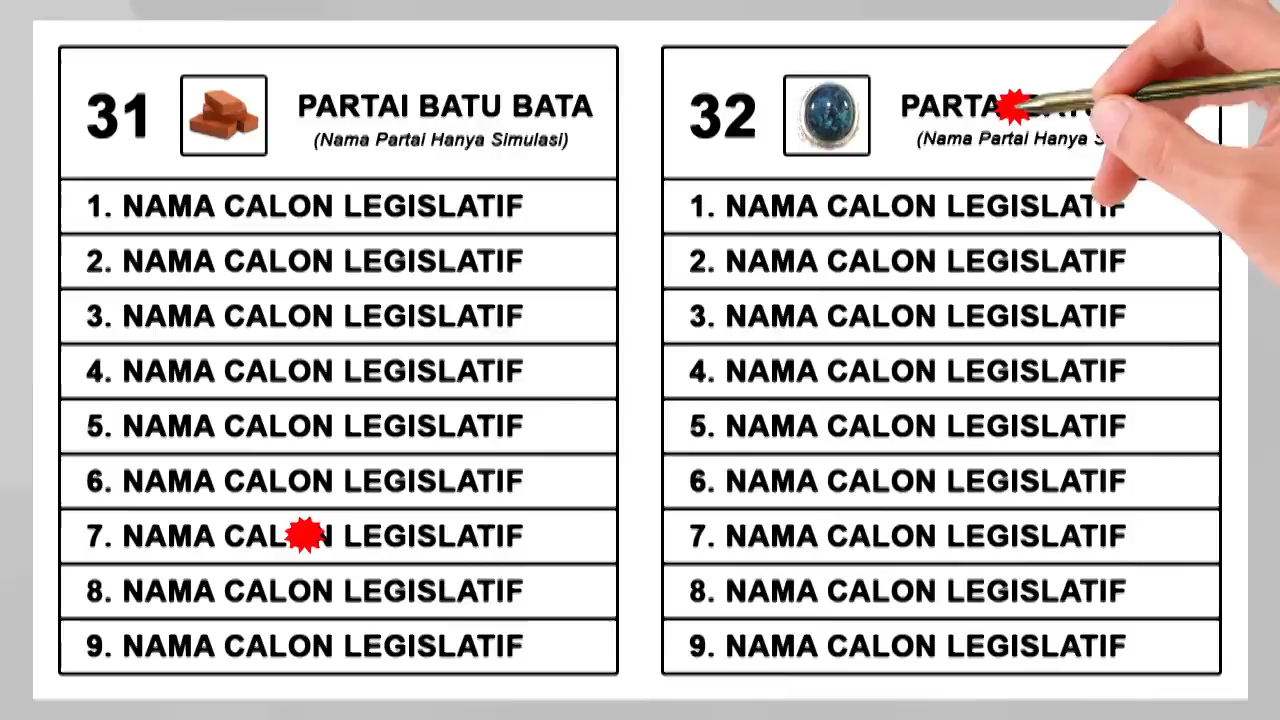 31
PARTAI BATU BATA
(Nama Partai Hanya Simulasi)
1. NAMA CALON LEGISLATIF
2. NAMA CALON LEGISLATIF
3. NAMA CALON LEGISLATIF
4. NAMA CALON LEGISLATIF
5. NAMA CALON LEGISLATIF
6. NAMA CALON LEGISLATIF
7. NAMA CALON LEGISLATIF
8. NAMA CALON LEGISLATIF
9. NAMA CALON LEGISLATIF
32
PARTAI
(Nama Partai Hanya
1. NAMA CALON LEGISLATIF
2. NAMA CALON LEGISLATIF
3. NAMA CALON LEGISLATIF
4. NAMA CALON LEGISLATIF
5. NAMA CALON LEGISLATIF
6. NAMA CALON LEGISLATIF
7. NAMA CALON LEGISLATIF
8. NAMA CALON LEGISLATIF
9. NAMA CALON LEGISLATIF